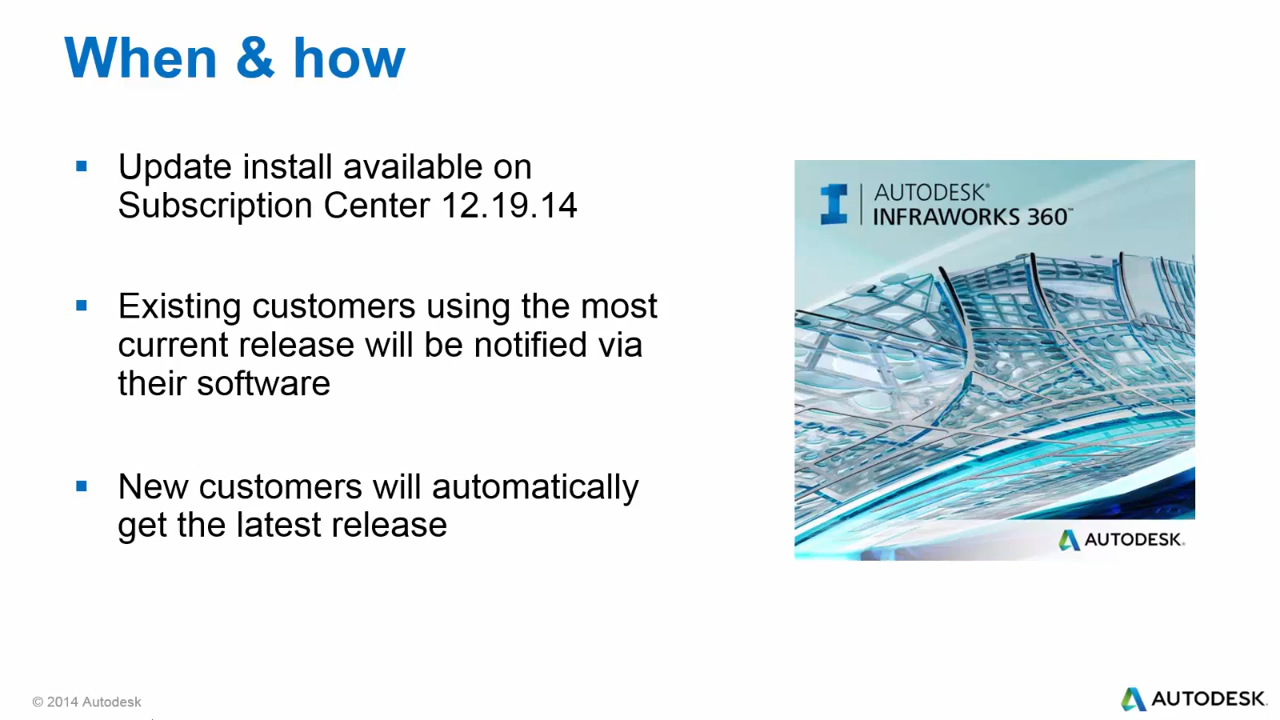 When & how
▪ Update install available on
Subscription Center 12.19.14
▪ Existing customers using the most
current release will be notified via
their software
▪ New customers will automatically
get the latest release
AUTODESK®
INFRAWORKS 360™
AUTODESK®
© 2014 Autodesk
AUTODESK®